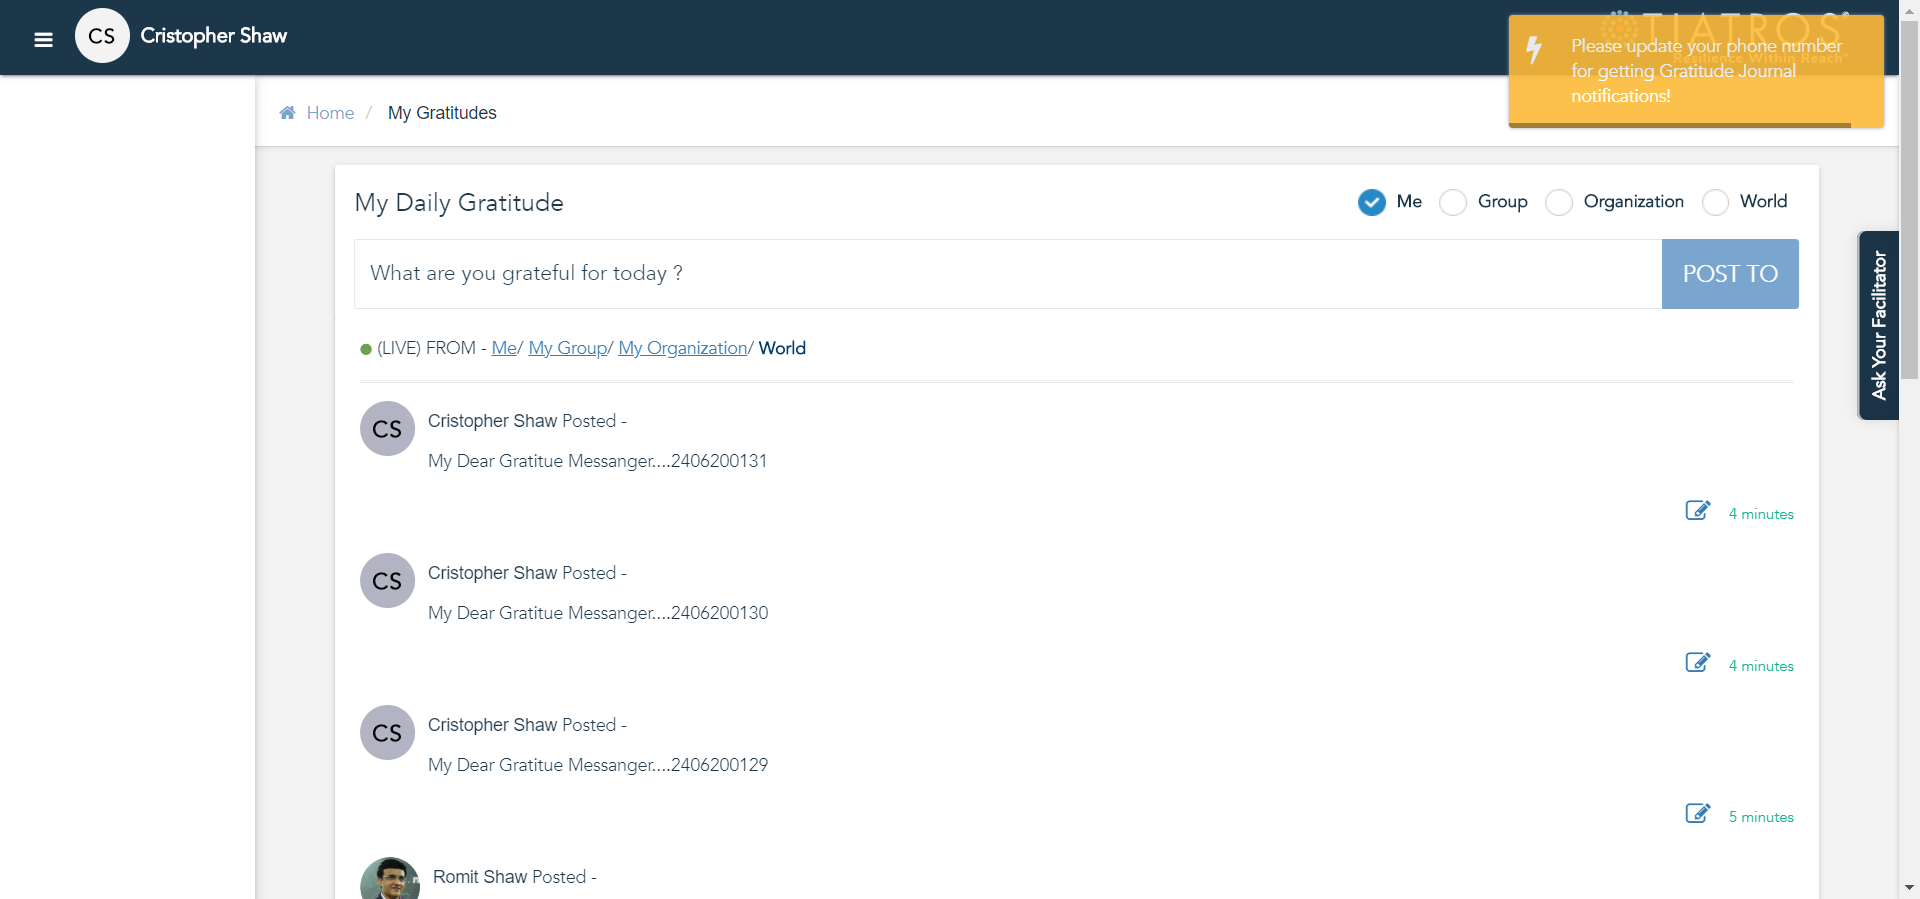 CS Cristopher Shaw
TIATROS®
Resilience Within Reach™
Please update your phone number
for getting Gratitude Journal
notifications!
Home / My Gratitudes
My Daily Gratitude
Me Group Organization World
What are you grateful for today ?
POST TO
Ask Your Facilitator
(LIVE) FROM - Me/ My Group/ My Organization/ World
CS
Cristopher Shaw Posted -
My Dear Gratitue Messanger....2406200131
4 minutes
CS
Cristopher Shaw Posted -
My Dear Gratitue Messanger....2406200130
4 minutes
CS
Cristopher Shaw Posted -
My Dear Gratitue Messanger....2406200129
5 minutes
Romit Shaw Posted -